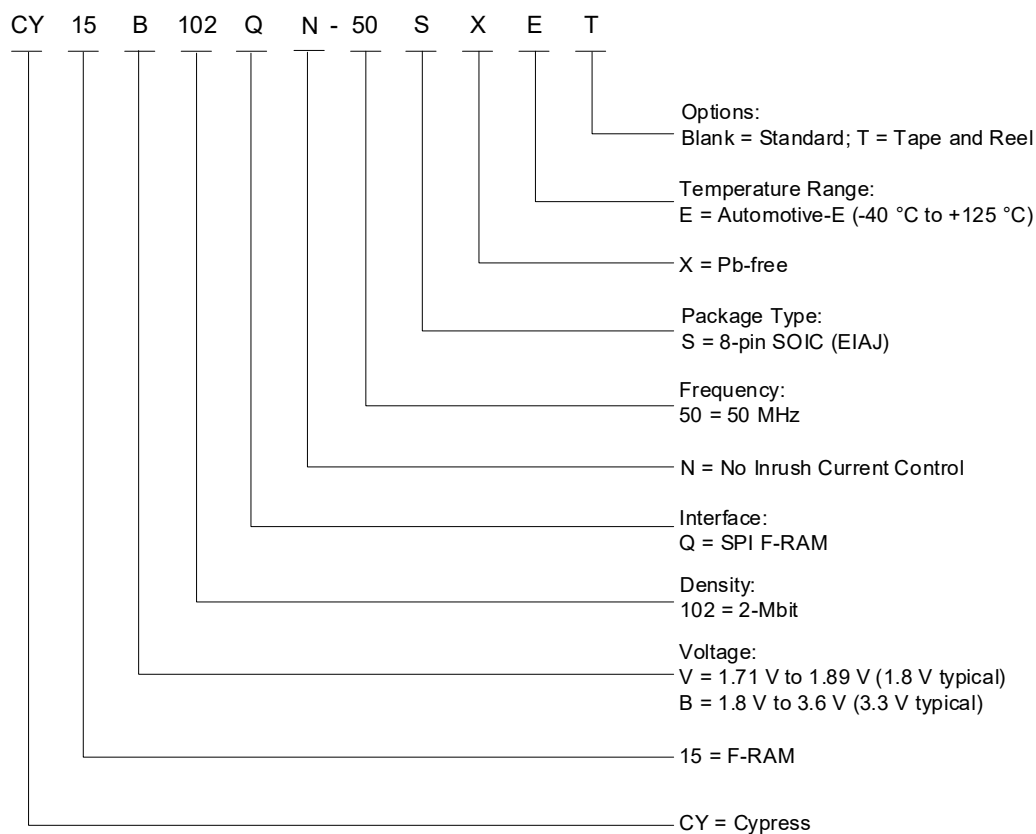 CY 15 B 102 Q N - 50 S X E T
Options:
Blank = Standard; T = Tape and Reel
Temperature Range:
E = Automotive-E (-40 °C to +125 °C)
X = Pb-free
Package Type:
S = 8-pin SOIC (EIAJ)
Frequency:
50 = 50 MHz
N = No Inrush Current Control
Interface:
Q = SPI F-RAM
Density:
102 = 2-Mbit
Voltage:
V = 1.71 V to 1.89 V (1.8 V typical)
B = 1.8 V to 3.6 V (3.3 V typical)
15 = F-RAM
CY = Cypress